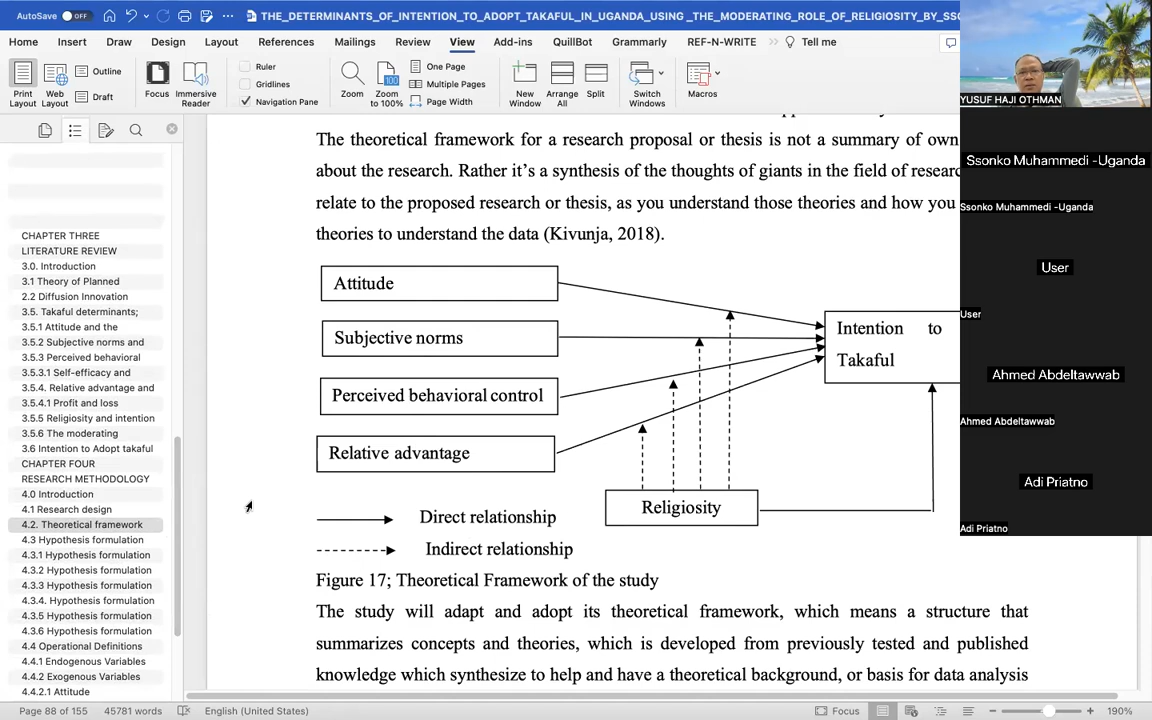 AutoSave OFF
THE_DETERMINANTS_OF_INTENTION_TO_ADOPT_TAKAFUL_IN_UGANDA_USING _THE_MODERATING_ROLE_OF_RELIGIOSITY_BY_SSO
Home Insert Draw Design Layout References Mailings Review View Add-ins QuillBot Grammarly REF-N-WRITE Tell me
Print Layout
Web Layout
Outline
Draft
Focus
Immersive Reader
Ruler
Gridlines
Navigation Pane
Zoom
Zoom to 100%
100
One Page
Multiple Pages
Page Width
New Window
Arrange All
Split
Switch Windows
Macros
CHAPTER THREE
LITERATURE REVIEW
3.0. Introduction
3.1 Theory of Planned
2.2 Diffusion Innovation
3.5. Takaful determinants;
3.5.1 Attitude and the
3.5.2 Subjective norms and
3.5.3 Perceived behavioral
3.5.3.1 Self-efficacy and
3.5.4. Relative advantage and
3.5.4.1 Profit and loss
3.5.5 Religiosity and intention
3.5.6 The moderating
3.6 Intention to Adopt takaful
CHAPTER FOUR
RESEARCH METHODOLOGY
4.0 Introduction
4.1 Research design
4.2. Theoretical framework
4.3 Hypothesis formulation
4.3.1 Hypothesis formulation
4.3.2 Hypothesis formulation
4.3.3 Hypothesis formulation
4.3.4. Hypothesis formulation
4.3.5 Hypothesis formulation
4.3.6 Hypothesis formulation
4.4 Operational Definitions
4.4.1 Endogenous Variables
4.4.2 Exogenous Variables
4.4.2.1 Attitude
The theoretical framework for a research proposal or thesis is not a summary of own
about the research. Rather it's a synthesis of the thoughts of giants in the field of researc
relate to the proposed research or thesis, as you understand those theories and how you
theories to understand the data (Kivunja, 2018).
Attitude
Subjective norms
Perceived behavioral control
Relative advantage
Intention to
Takaful
Religiosity
Direct relationship
Indirect relationship
Figure 17; Theoretical Framework of the study
The study will adapt and adopt its theoretical framework, which means a structure that
summarizes concepts and theories, which is developed from previously tested and published
knowledge which synthesize to help and have a theoretical background, or basis for data analysis
YUSUF HAJI OTHMAN
Ssonko Muhammedi -Uganda
Ssonko Muhammedi -Uganda
User
User
Ahmed Abdeltawwab
Ahmed Abdeltawwab
Adi Priatno
Adi Priatno
Page 88 of 155 45781 words English (United States) Focus 190%